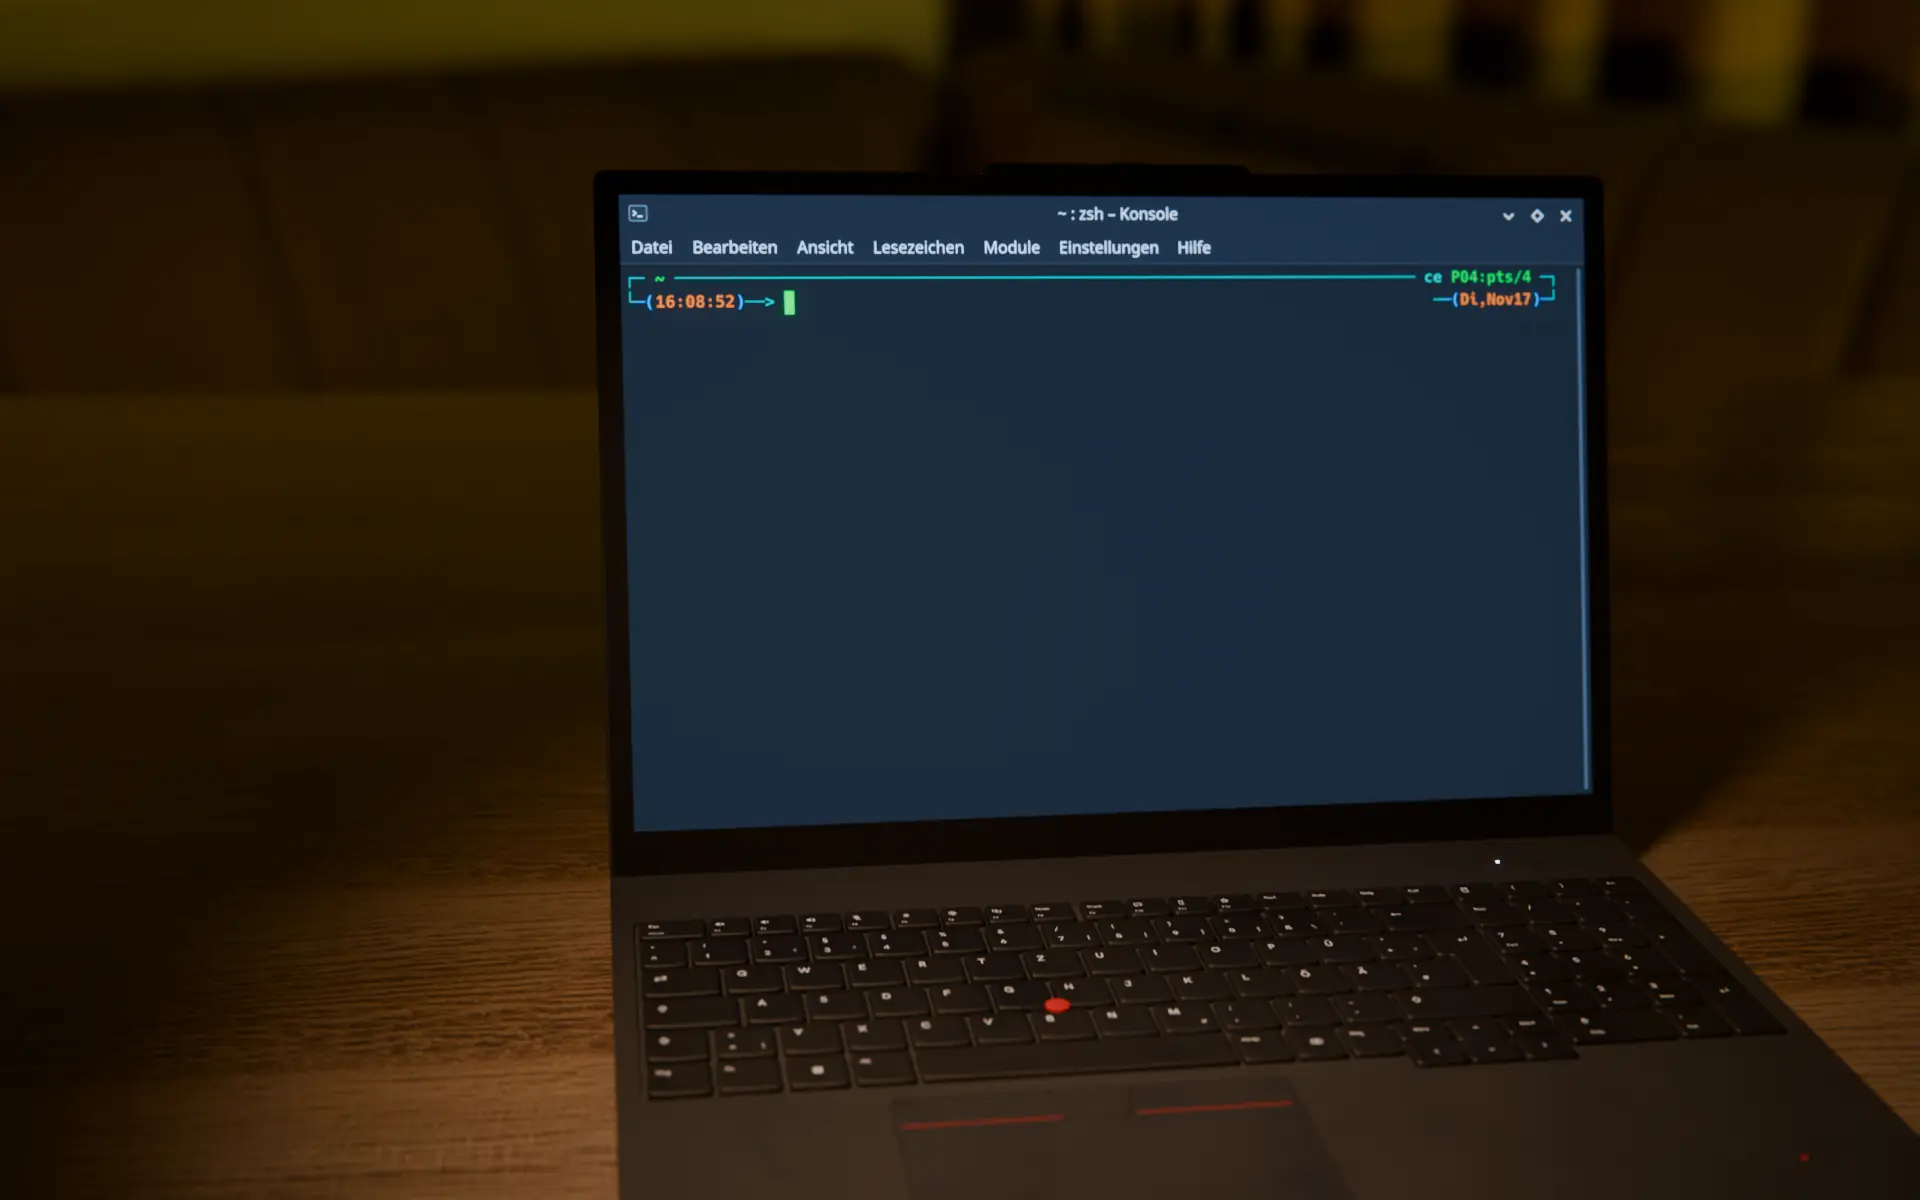 ~ : zsh – Konsole
Datei Bearbeiten Ansicht Lesezeichen Module Einstellungen Hilfe
~ ce P04:pts/4
(16:08:52)—> —(Di,Nov17)
Q W E R T Z U I O P Ü
A S D F G H J K L Ö Ä
Y X C V B N M